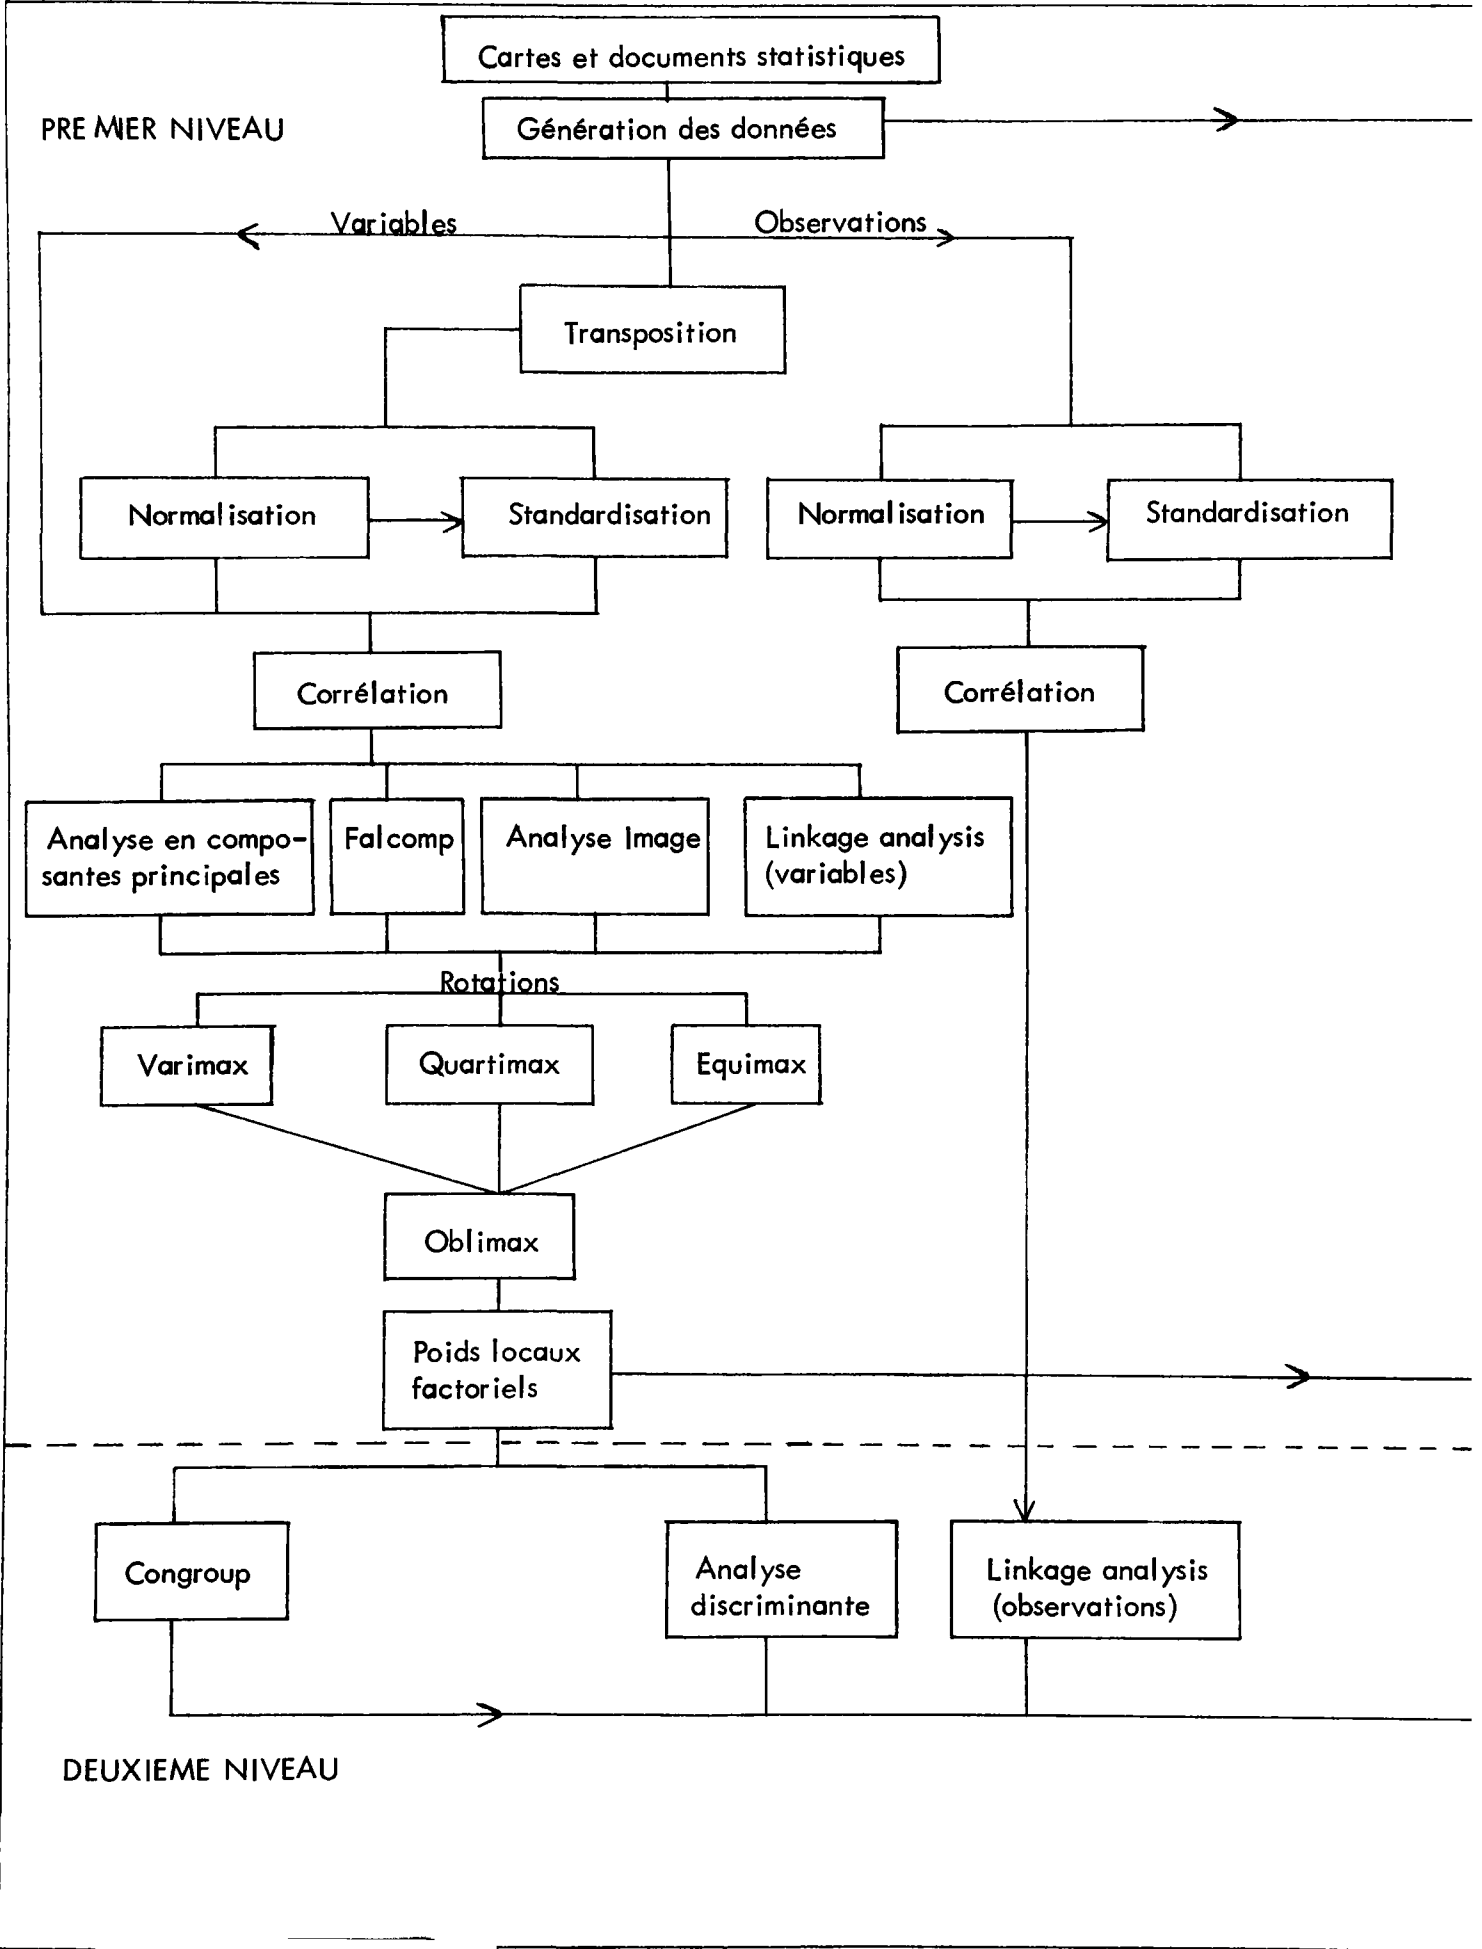 Cartes et documents statistiques
PREMIER NIVEAU
Génération des données
Variables
Observations
Transposition
Normalisation
Standardisation
Normalisation
Standardisation
Corrélation
Corrélation
Analyse en compo-
santes principales
Falcomp
Analyse Image
Linkage analysis
(variables)
Rotations
Varimax
Quartimax
Equimax
Oblimax
Poids locaux
factoriels
Congroup
Analyse
discriminante
Linkage analysis
(observations)
DEUXIEME NIVEAU